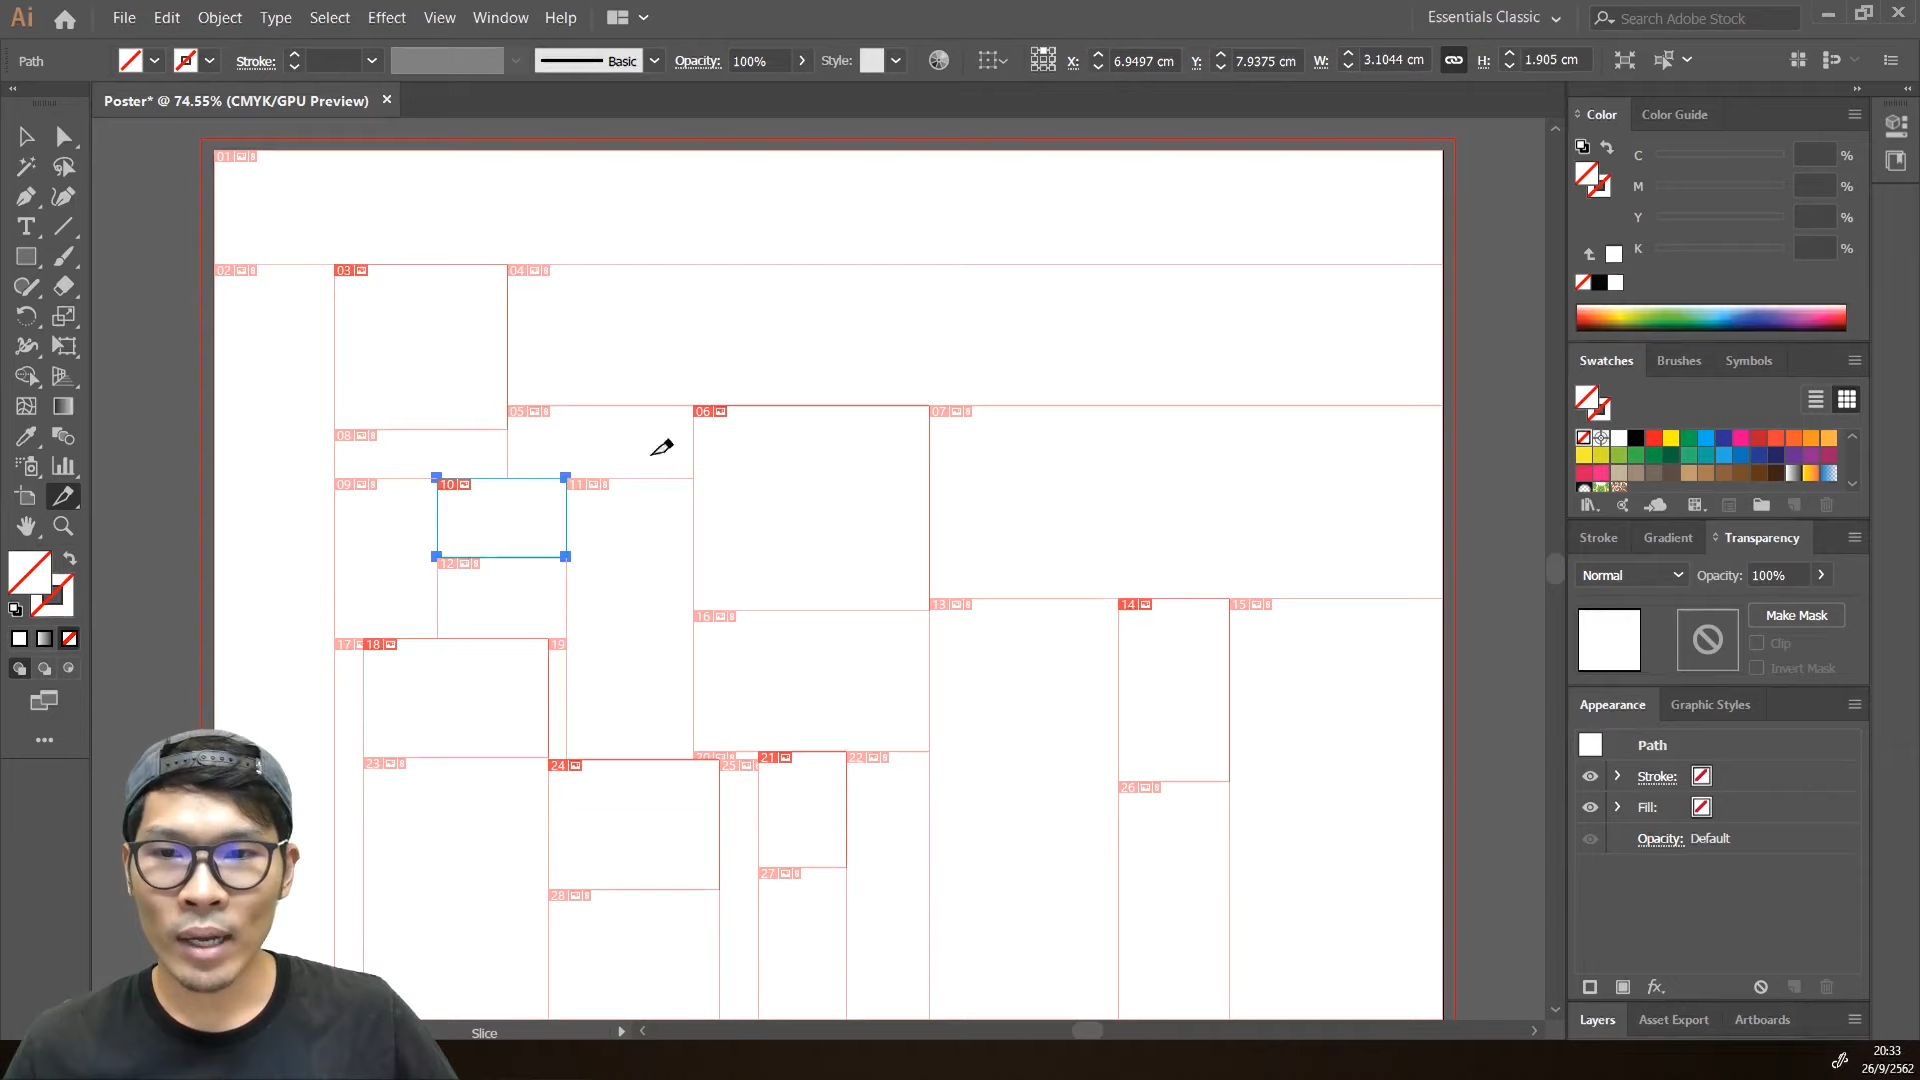 Ai File Edit Object Type Select Effect View Window Help Essentials Classic Search Adobe Stock
Path Stroke: Basic Opacity: 100% Style: X: 6.9497 cm Y: 7.9375 cm W: 3.1044 cm H: 1.905 cm
Poster* @ 74.55% (CMYK/GPU Preview)
Color Color Guide
C %
M %
Y %
K %
01
02 03 04
05 06 07
08
09 10 11
12
13 14 15
16
17 18 19
20 21 22
23 24 25
26
27
28
Swatches Brushes Symbols
Stroke Gradient Transparency
Normal Opacity: 100%
Make Mask
Clip
Invert Mask
Appearance Graphic Styles
Path
Stroke:
Fill:
Opacity: Default
fx
Layers Asset Export Artboards
Slice
20:33
26/9/2562